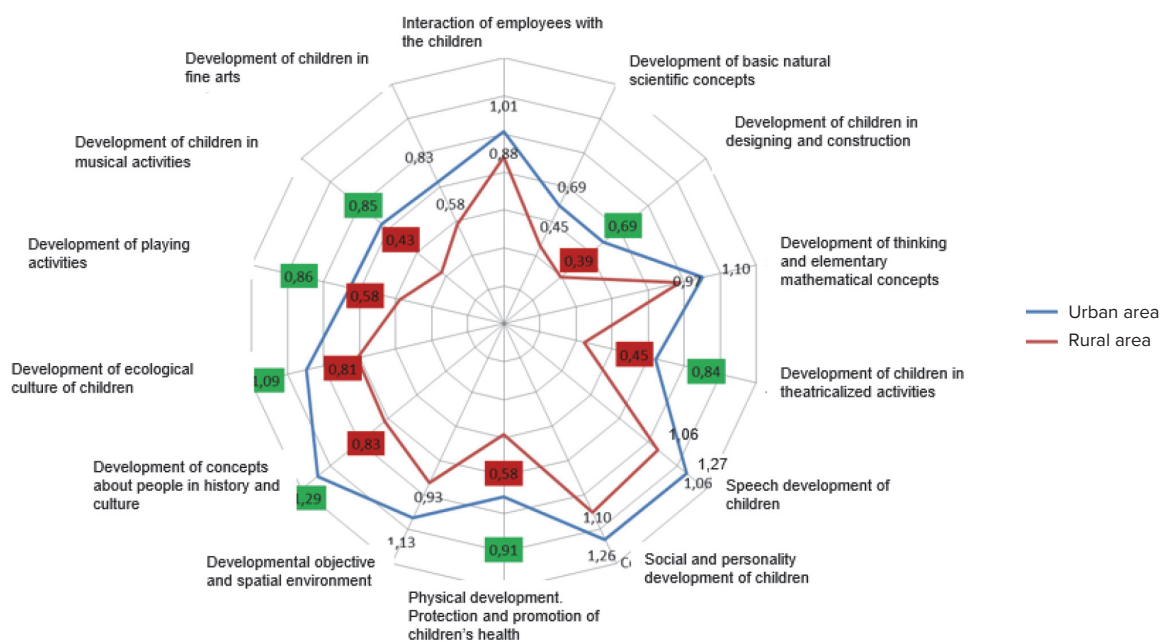 Interaction of employees with
the children
Development of basic natural
scientific concepts
Development of children in
designing and construction
Development of thinking
and elementary
mathematical concepts
Development of children in
theatricalized activities
Speech development of
children
Social and personality
development of children
Physical development.
Protection and promotion of
children's health
Developmental objective
and spatial environment
Development of concepts
about people in history and
culture
Development of ecological
culture of children
Development of playing
activities
Development of children in
musical activities
Development of children in
fine arts
1,01
0,88
0,69
0,45
0,69
0,39
1,10
0,97
0,84
0,45
1,06
1,27
1,06
1,10
1,26
0,58
0,91
0,93
1,13
0,83
1,29
0,81
1,09
0,58
0,86
0,43
0,85
0,58
0,83
Urban area
Rural area